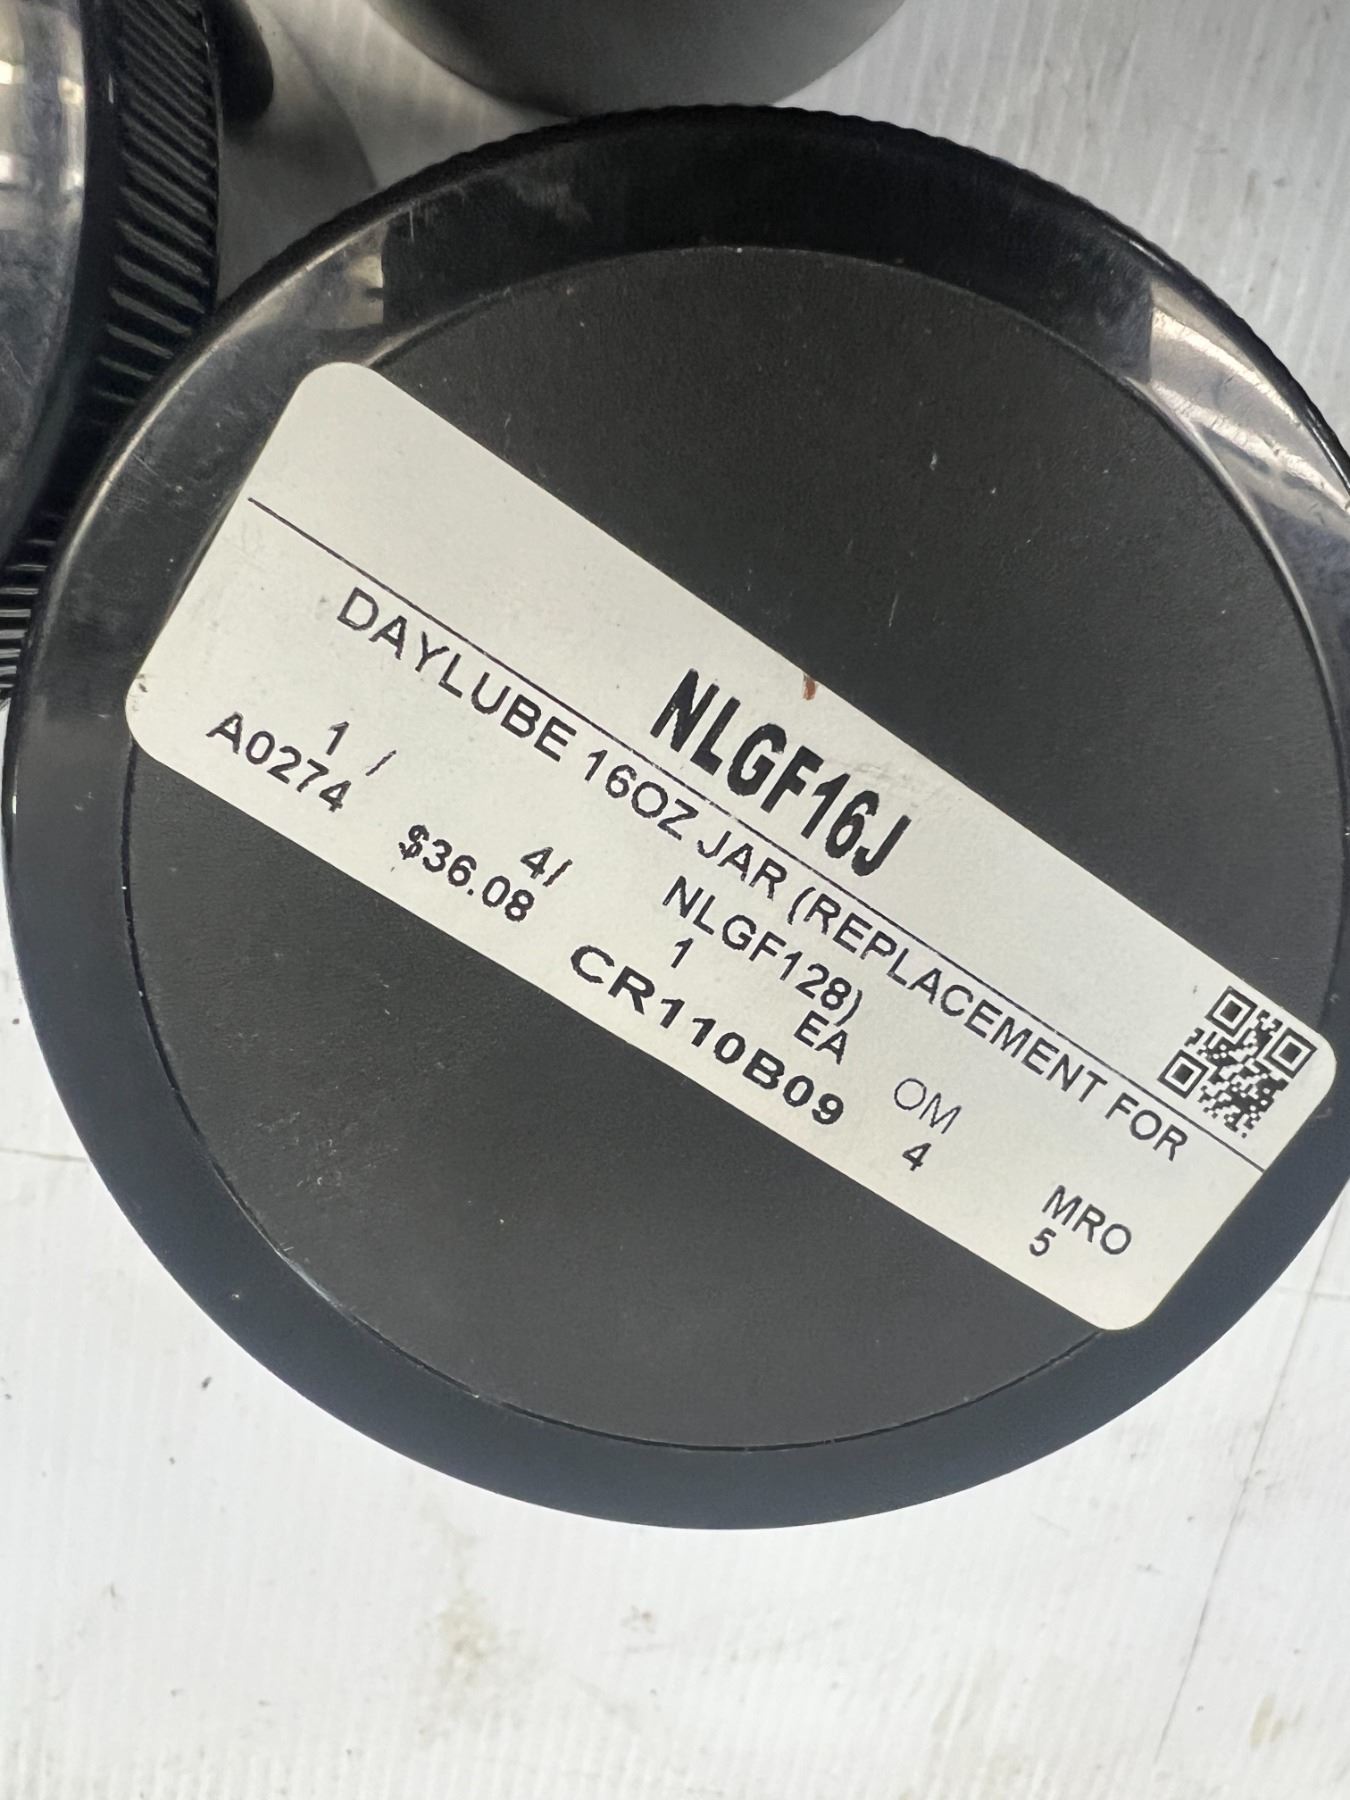 NLGF16J
DAYLUBE 16OZ JAR (REPLACEMENT FOR
NLGF128)
1 / 4/ 1 EA OM MRO
A0274 $36.08 CR110B09 4 5